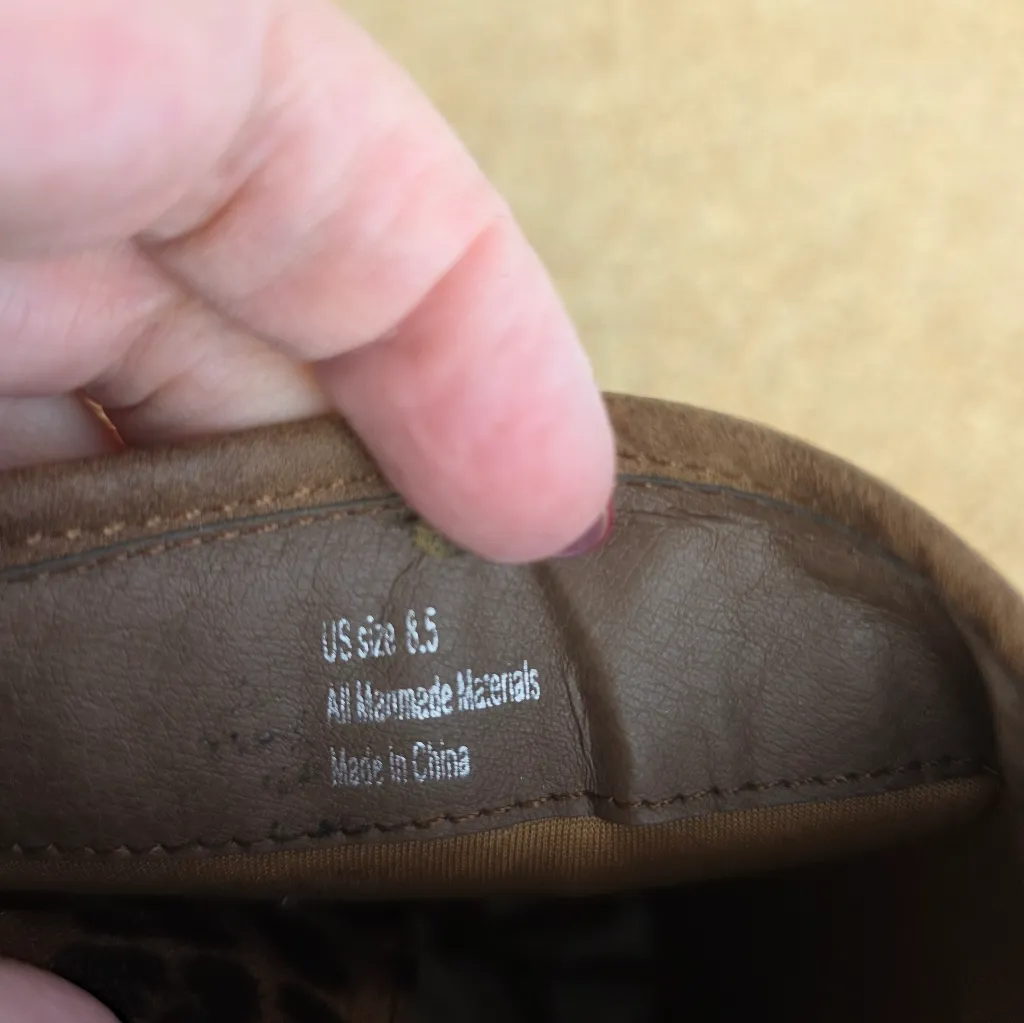 US size 8.5
All Manmade Materials
Made in China